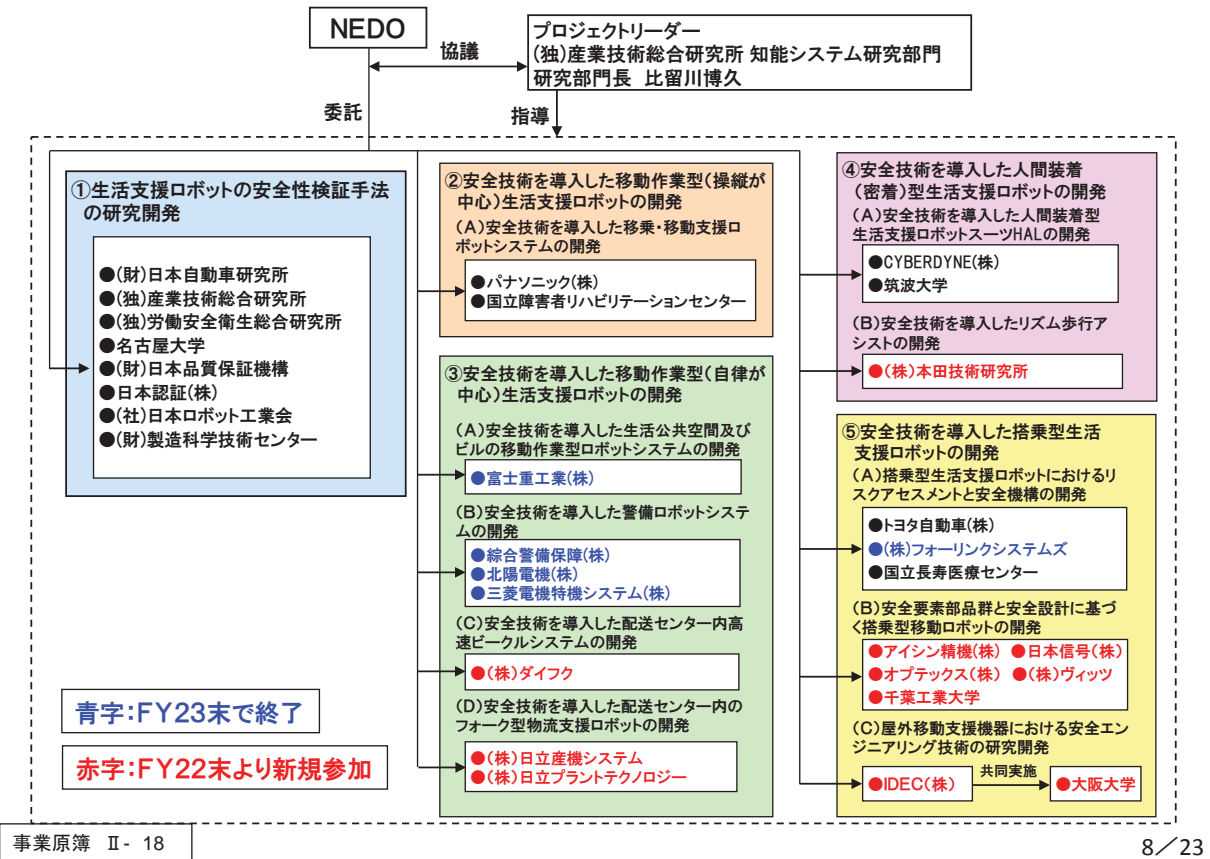 NEDO
協議
プロジェクトリーダー
(独)産業技術総合研究所 知能システム研究部門
研究部門長 比留川博久
委託
指導
①生活支援ロボットの安全性検証手法
の研究開発
●(財)日本自動車研究所
●(独)産業技術総合研究所
●(独)労働安全衛生総合研究所
●名古屋大学
●(財)日本品質保証機構
●日本認証(株)
●(社)日本ロボット工業会
●(財)製造科学技術センター
青字:FY23末で終了
赤字:FY22末より新規参加
②安全技術を導入した移動作業型(操縦が
中心)生活支援ロボットの開発
(A)安全技術を導入した移乗・移動支援ロ
ボットシステムの開発
●パナソニック(株)
●国立障害者リハビリテーションセンター
③安全技術を導入した移動作業型(自律が
中心)生活支援ロボットの開発
(A)安全技術を導入した生活公共空間及び
ビルの移動作業型ロボットシステムの開発
●富士重工業(株)
(B)安全技術を導入した警備ロボットシステ
ムの開発
●綜合警備保障(株)
●北陽電機(株)
●三菱電機特機システム(株)
(C)安全技術を導入した配送センター内高
速ビークルシステムの開発
●(株)ダイフク
(D)安全技術を導入した配送センター内の
フォーク型物流支援ロボットの開発
●(株)日立産機システム
●(株)日立プラントテクノロジー
④安全技術を導入した人間装着
(密着)型生活支援ロボットの開発
(A)安全技術を導入した人間装着型
生活支援ロボットスーツHALの開発
●CYBERDYNE(株)
●筑波大学
(B)安全技術を導入したリズム歩行ア
シストの開発
●(株)本田技術研究所
⑤安全技術を導入した搭乗型生活
支援ロボットの開発
(A)搭乗型生活支援ロボットにおけるリ
スクアセスメントと安全機構の開発
●トヨタ自動車(株)
●(株)フォーリンクシステムズ
●国立長寿医療センター
(B)安全要素部品群と安全設計に基づ
く搭乗型移動ロボットの開発
●アイシン精機(株) ●日本信号(株)
●オプテックス(株) ●(株)ヴィッツ
●千葉工業大学
(C)屋外移動支援機器における安全エン
ジニアリング技術の研究開発
●IDEC(株) 共同実施 ●大阪大学
事業原簿 Ⅱ- 18
8/23